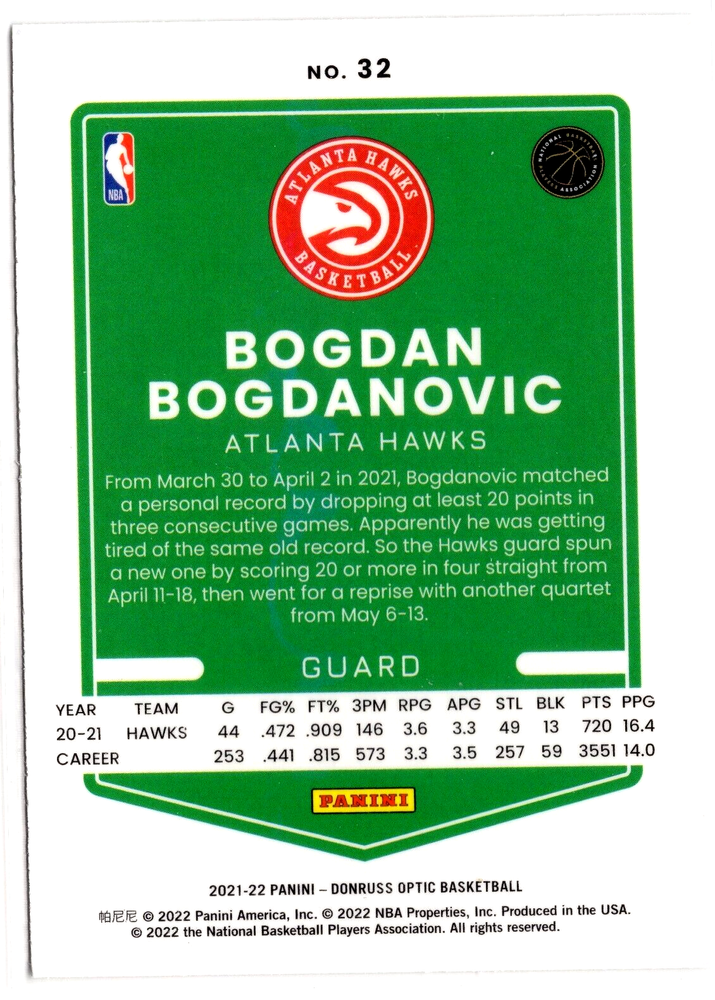 NO. 32
NBA
NATIONAL BASKETBALL
PLAYERS ASSOCIATION
ATLANTA HAWKS
BASKETBALL
BOGDAN
BOGDANOVIC
ATLANTA HAWKS
From March 30 to April 2 in 2021, Bogdanovic matched
a personal record by dropping at least 20 points in
three consecutive games. Apparently he was getting
tired of the same old record. So the Hawks guard spun
a new one by scoring 20 or more in four straight from
April 11-18, then went for a reprise with another quartet
from May 6-13.
GUARD
YEAR TEAM G FG% FT% 3PM RPG APG STL BLK PTS PPG
20-21 HAWKS 44 .472 .909 146 3.6 3.3 49 13 720 16.4
CAREER 253 .441 .815 573 3.3 3.5 257 59 3551 14.0
PANINI
2021-22 PANINI – DONRUSS OPTIC BASKETBALL
帕尼尼 © 2022 Panini America, Inc. © 2022 NBA Properties, Inc. Produced in the USA.
© 2022 the National Basketball Players Association. All rights reserved.